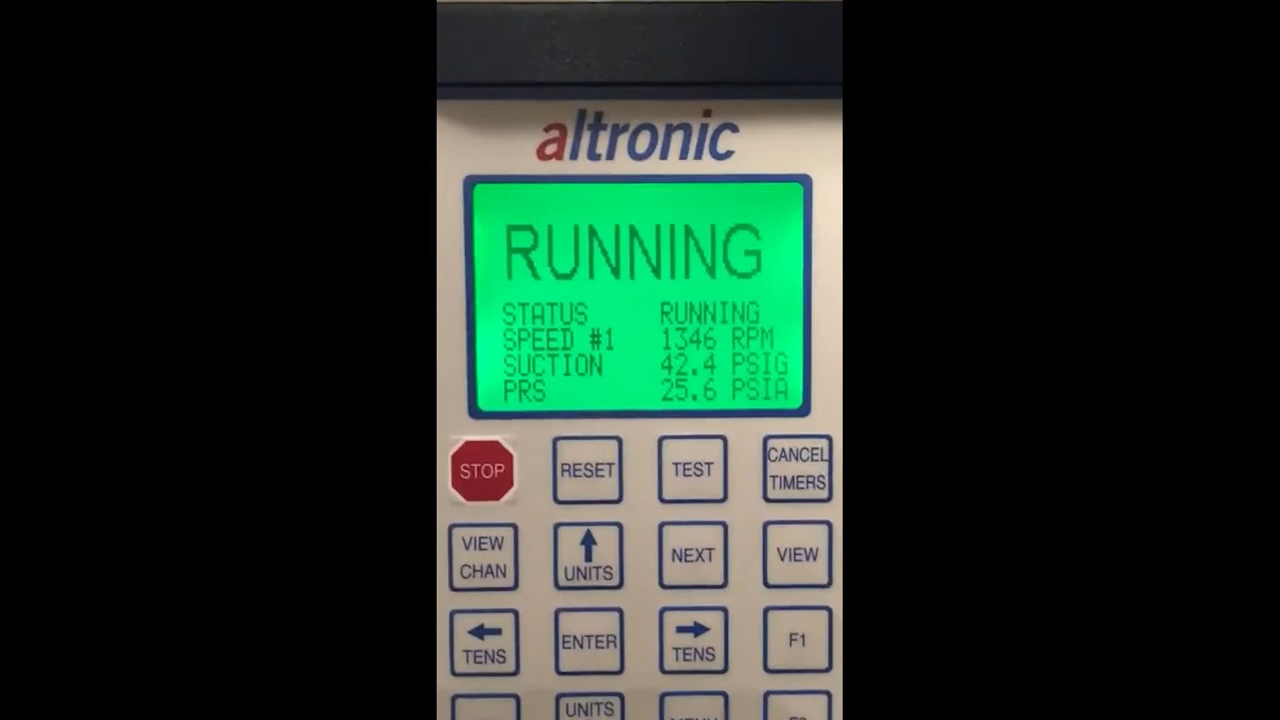 altronic
RUNNING
STATUS RUNNING
SPEED #1 1346 RPM
SUCTION 42.4 PSIG
PRS 25.6 PSIA
STOP RESET TEST CANCEL TIMERS
VIEW CHAN UNITS NEXT VIEW
TENS ENTER TENS F1
UNITS